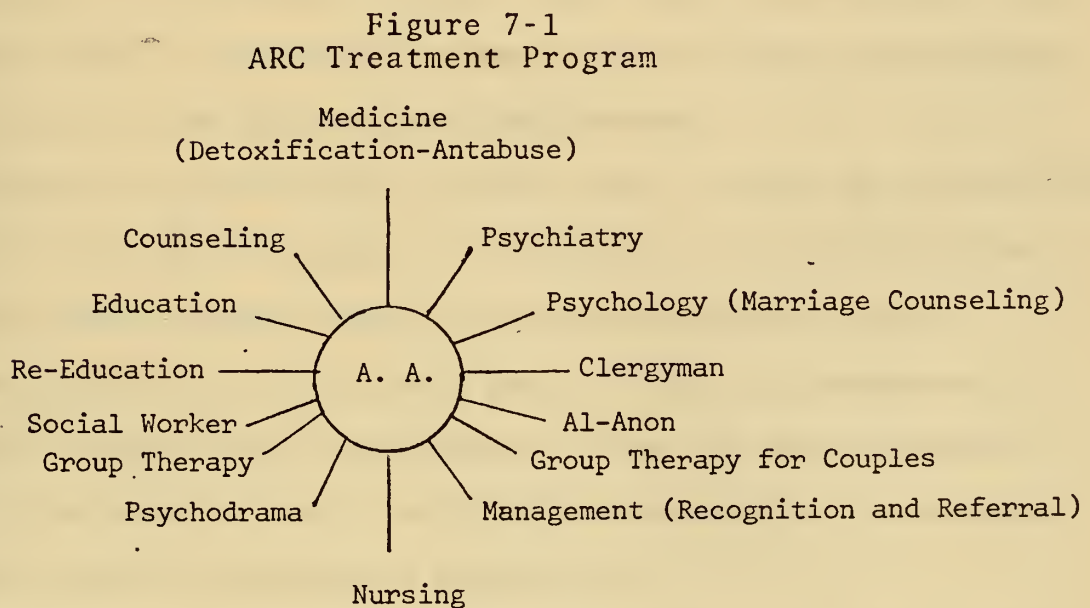 Figure 7-1
ARC Treatment Program
Medicine
(Detoxification-Antabuse)
Counseling
Psychiatry
Education
Psychology (Marriage Counseling)
Re-Education
A. A.
Clergyman
Social Worker
Al-Anon
Group Therapy
Group Therapy for Couples
Psychodrama
Management (Recognition and Referral)
Nursing